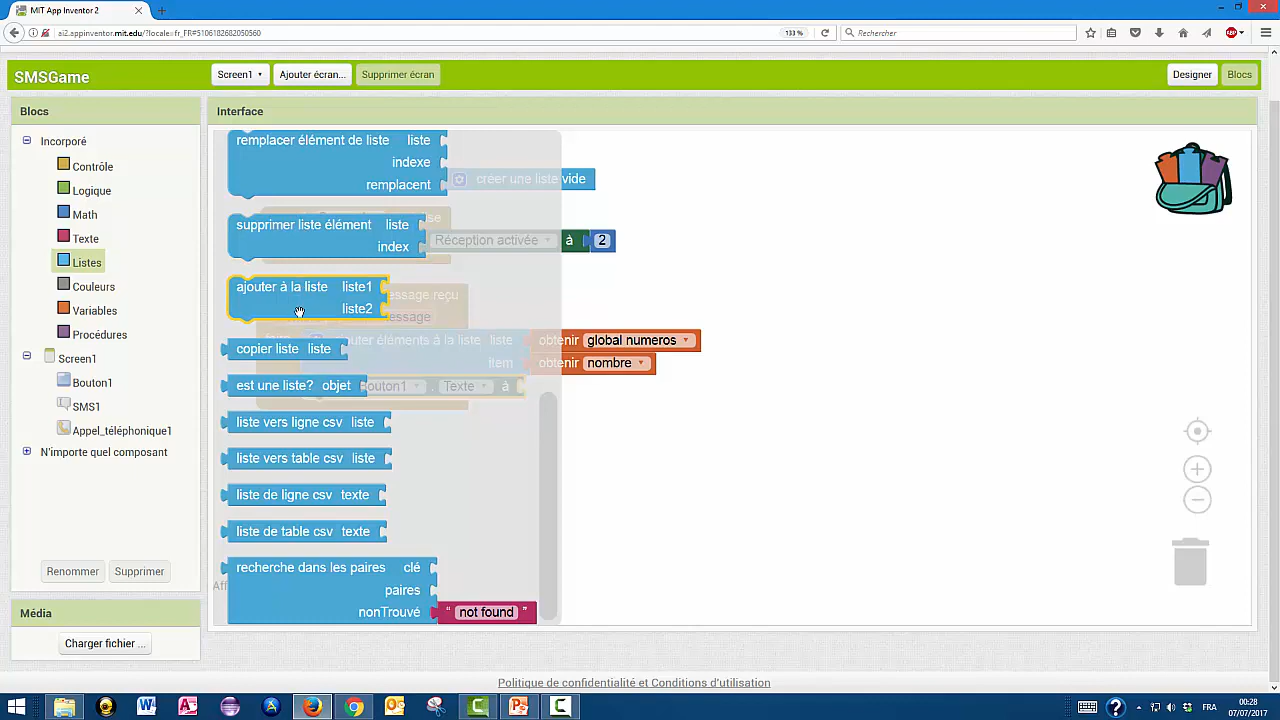 MIT App Inventor 2
ai2.appinventor.mit.edu/?locale=fr_FR#5106182682050560
133 %
Rechercher
SMSGame
Screen1
Ajouter écran...
Supprimer écran
Designer
Blocs
Blocs
Interface
Incorporé
Contrôle
Logique
Math
Texte
Listes
Couleurs
Variables
Procédures
Screen1
Bouton1
SMS1
Appel_téléphonique1
N'importe quel composant
Renommer
Supprimer
Média
Charger fichier ...
remplacer élément de liste liste
indexe
remplacent
créer une liste vide
supprimer liste élément liste
index
Réception activée à 2
ajouter à la liste liste1
liste2
message
copier liste liste
obtenir global numeros
item
obtenir nombre
est une liste? objet
Texte à
liste vers ligne csv liste
liste vers table csv liste
liste de ligne csv texte
liste de table csv texte
recherche dans les paires clé
paires
nonTrouvé
“ not found ”
Politique de confidentialité et Conditions d'utilisation
FRA
00:28
07/07/2017